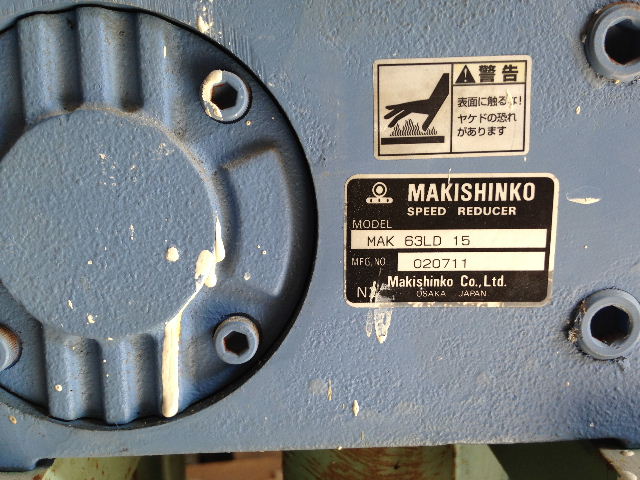 警告
表面に触るな!
ヤケドの恐れ
があります
MAKISHINKO
SPEED REDUCER
MODEL
MAK 63LD 15
MFG.NO. 020711
Makishinko Co.,Ltd.
OSAKA JAPAN